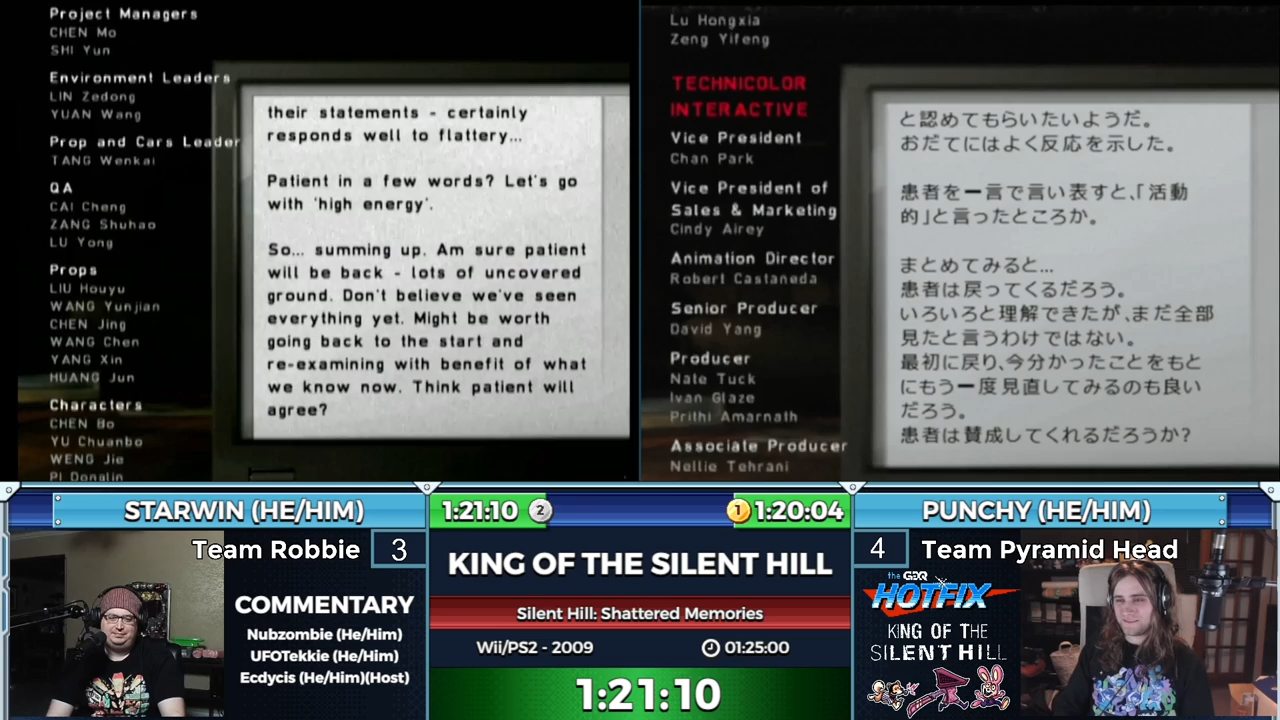 Project Managers
CHEN Mo
SHI Yun
Environment Leaders
LIN Zedong
YUAN Wang
Prop and Cars Leader
TANG Wenkai
QA
CAI Cheng
ZANG Shuhao
LU Yong
Props
LIU Houyu
WANG Yunjian
CHEN Jing
WANG Chen
YANG Xin
HUANG Jun
Characters
CHEN Bo
YU Chuanbo
WENG Jie
PI Donglin
their statements - certainly
responds well to flattery...
Patient in a few words? Let's go
with 'high energy'.
So... summing up. Am sure patient
will be back - lots of uncovered
ground. Don't believe we've seen
everything yet. Might be worth
going back to the start and
re-examining with benefit of what
we know now. Think patient will
agree?
Lu Hongxia
Zeng Yifeng
TECHNICOLOR
INTERACTIVE
Vice President
Chan Park
Vice President of
Sales & Marketing
Cindy Airey
Animation Director
Robert Castaneda
Senior Producer
David Yang
Producer
Nate Tuck
Ivan Glaze
Prithi Amarnath
Associate Producer
Nellie Tehrani
と認めてもらいたいようだ。
おだてにはよく反応を示した。
患者を一言で言い表すと、「活動
的」と言ったところか。
まとめてみると...
患者は戻ってくるだろう。
いろいろと理解できたが、まだ全部
見たと言うわけではない。
最初に戻り、今分かったことをもと
にもう一度見直してみるのも良い
だろう。
患者は賛成してくれるだろうか?
STARWIN (HE/HIM)
1:21:10 2
1 1:20:04
PUNCHY (HE/HIM)
Team Robbie 3
4 Team Pyramid Head
KING OF THE SILENT HILL
COMMENTARY
Nubzombie (He/Him)
UFOTekkie (He/Him)
Ecdycis (He/Him)(Host)
Silent Hill: Shattered Memories
Wii/PS2 - 2009
01:25:00
1:21:10
the GDQ
HOTFIX
KING OF THE
SILENT HILL